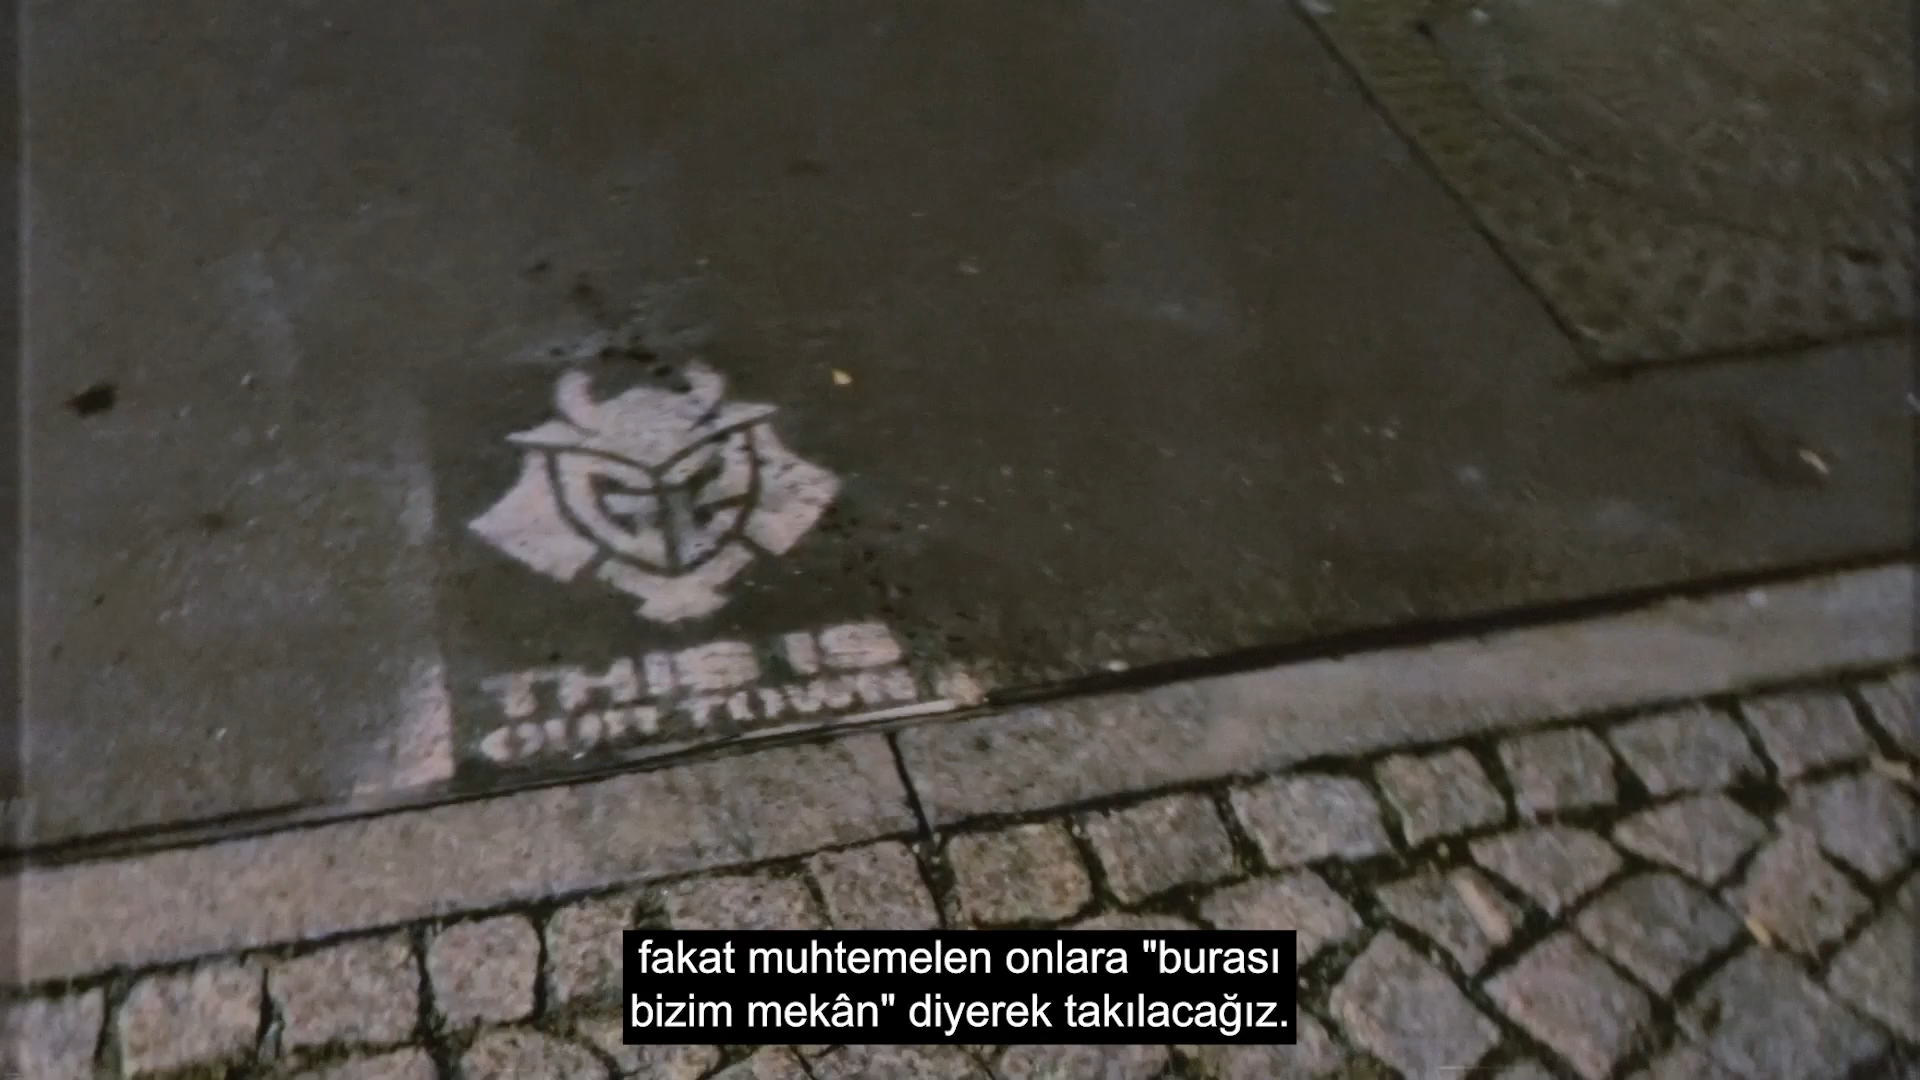 THIS IS
OUR TOWN
fakat muhtemelen onlara "burası
bizim mekân" diyerek takılacağız.